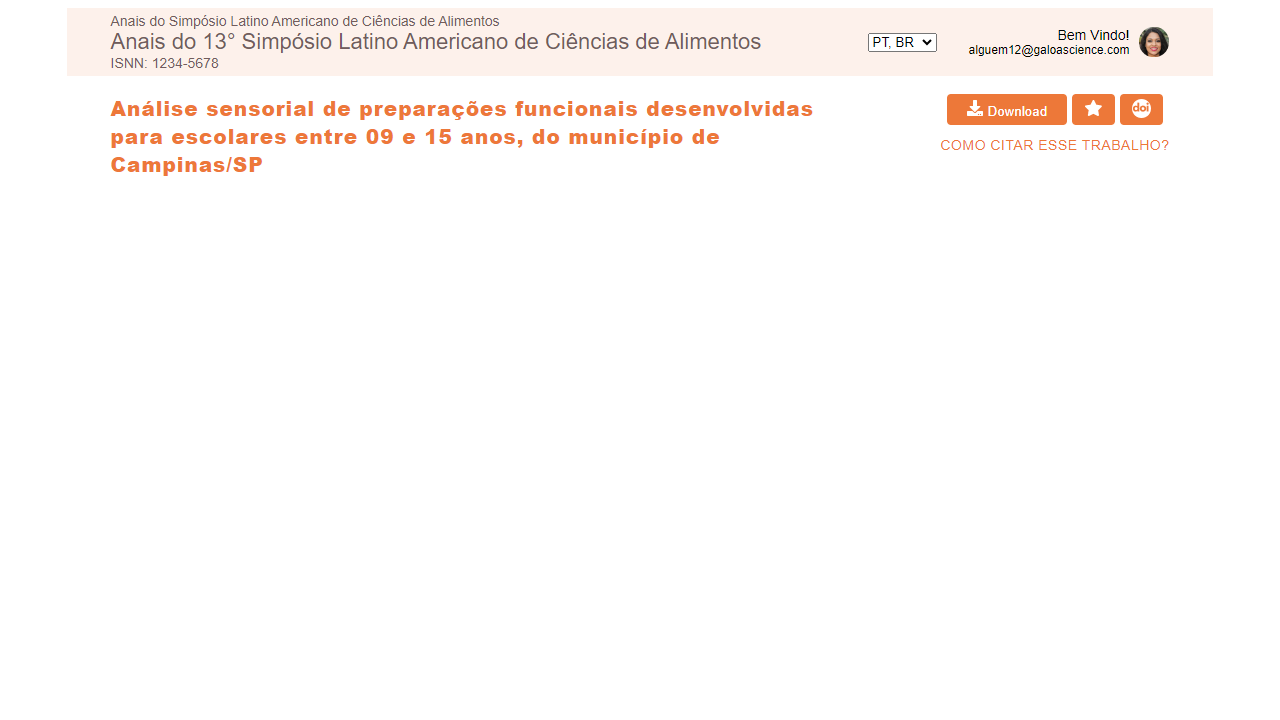 Anais do Simpósio Latino Americano de Ciências de Alimentos
Anais do 13° Simpósio Latino Americano de Ciências de Alimentos
ISNN: 1234-5678
PT, BR
Bem Vindo!
alguem12@galoascience.com
Análise sensorial de preparações funcionais desenvolvidas
para escolares entre 09 e 15 anos, do município de
Campinas/SP
Download
doi
COMO CITAR ESSE TRABALHO?